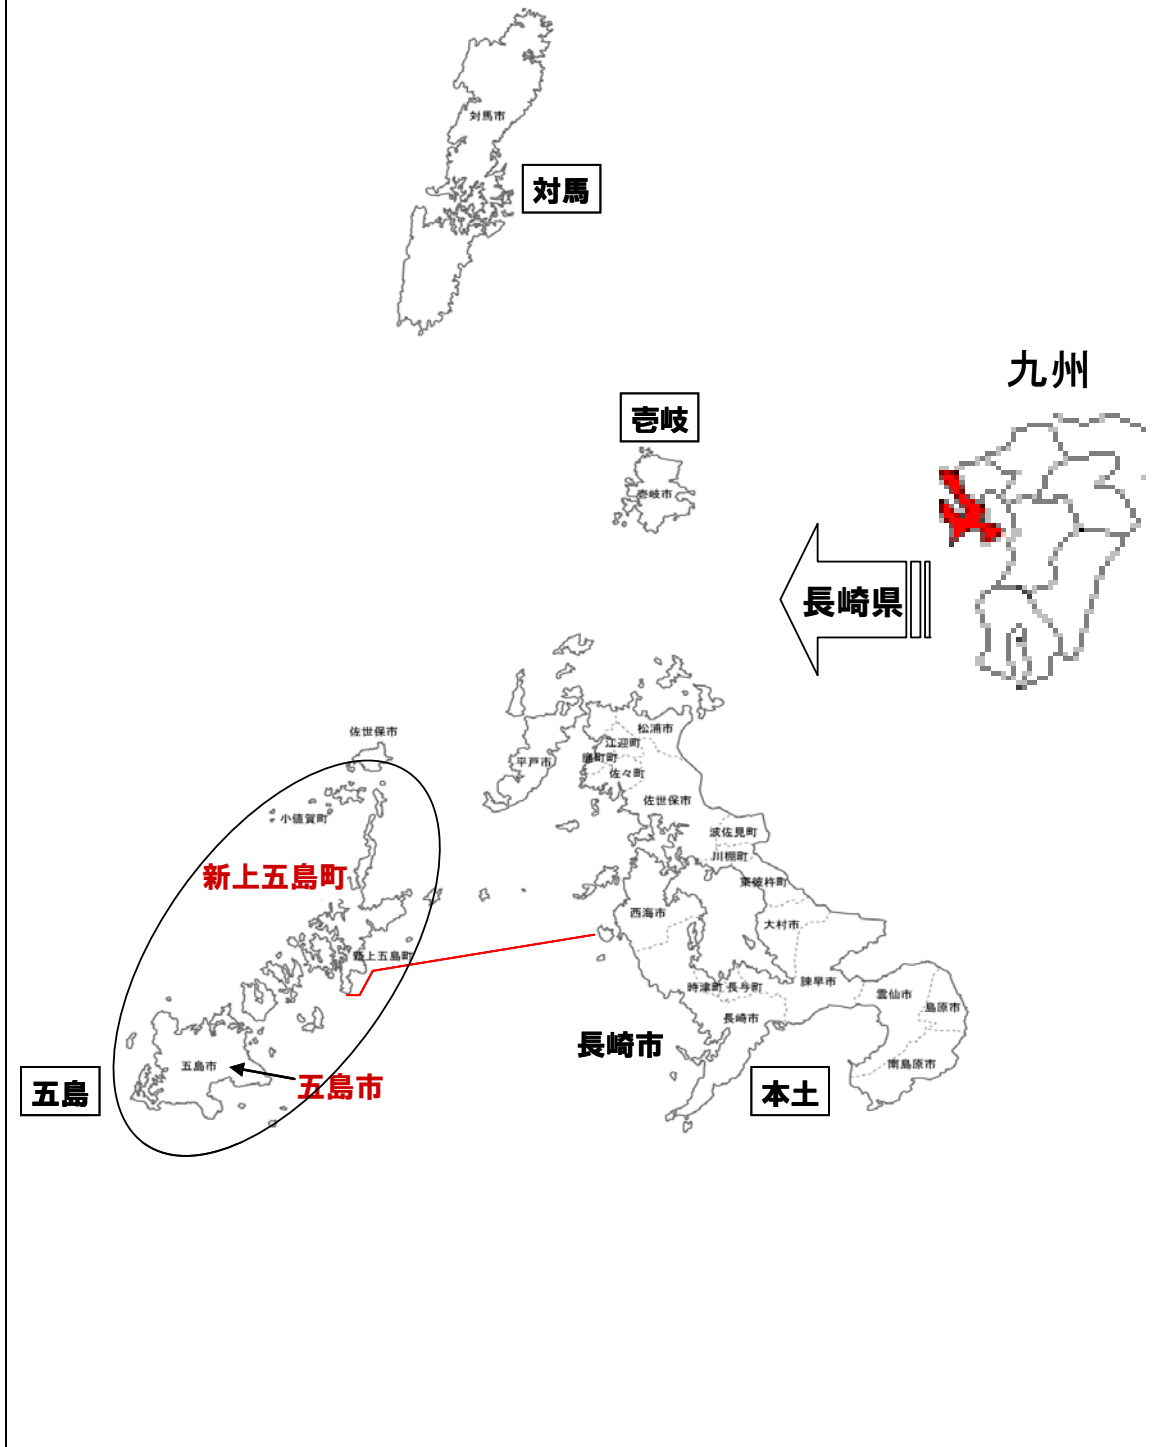 対馬市
対馬
九州
壱岐
壱岐市
長崎県
佐世保市
松浦市
江迎町
鹿町町
平戸市
佐々町
佐世保市
小値賀町
波佐見町
川棚町
新上五島町
東彼杵町
西海市
大村市
新上五島町
諫早市
時津町
長与町
雲仙市
島原市
長崎市
長崎市
五島市
南島原市
五島市
五島
本土